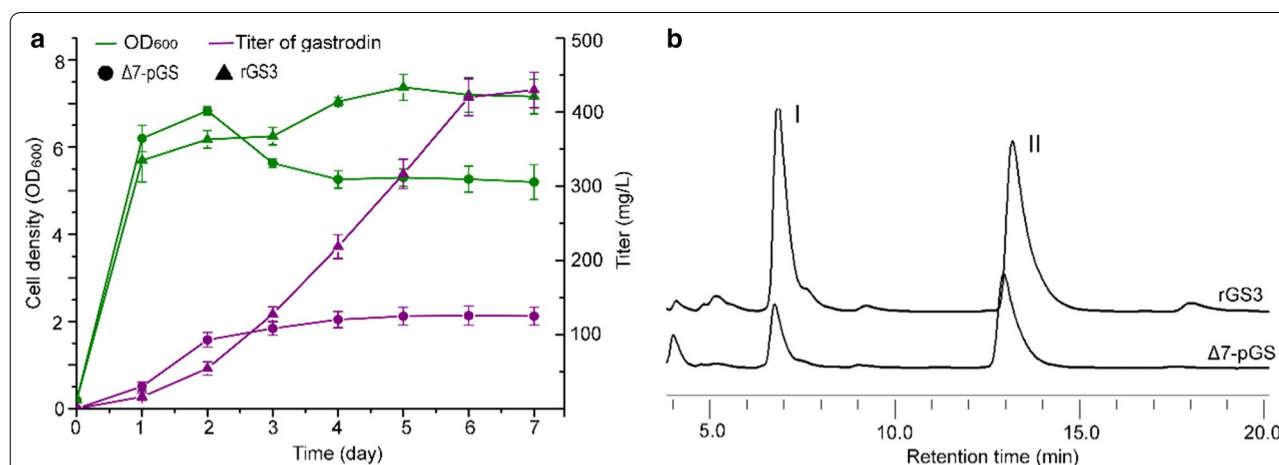 a
OD600
Titer of gastrodin
Δ7-pGS
rGS3
8
6
4
2
0
Cell density (OD600)
500
400
300
200
100
Titer (mg/L)
0 1 2 3 4 5 6 7
Time (day)
b
I
II
rGS3
Δ7-pGS
5.0 10.0 15.0 20.0
Retention time (min)